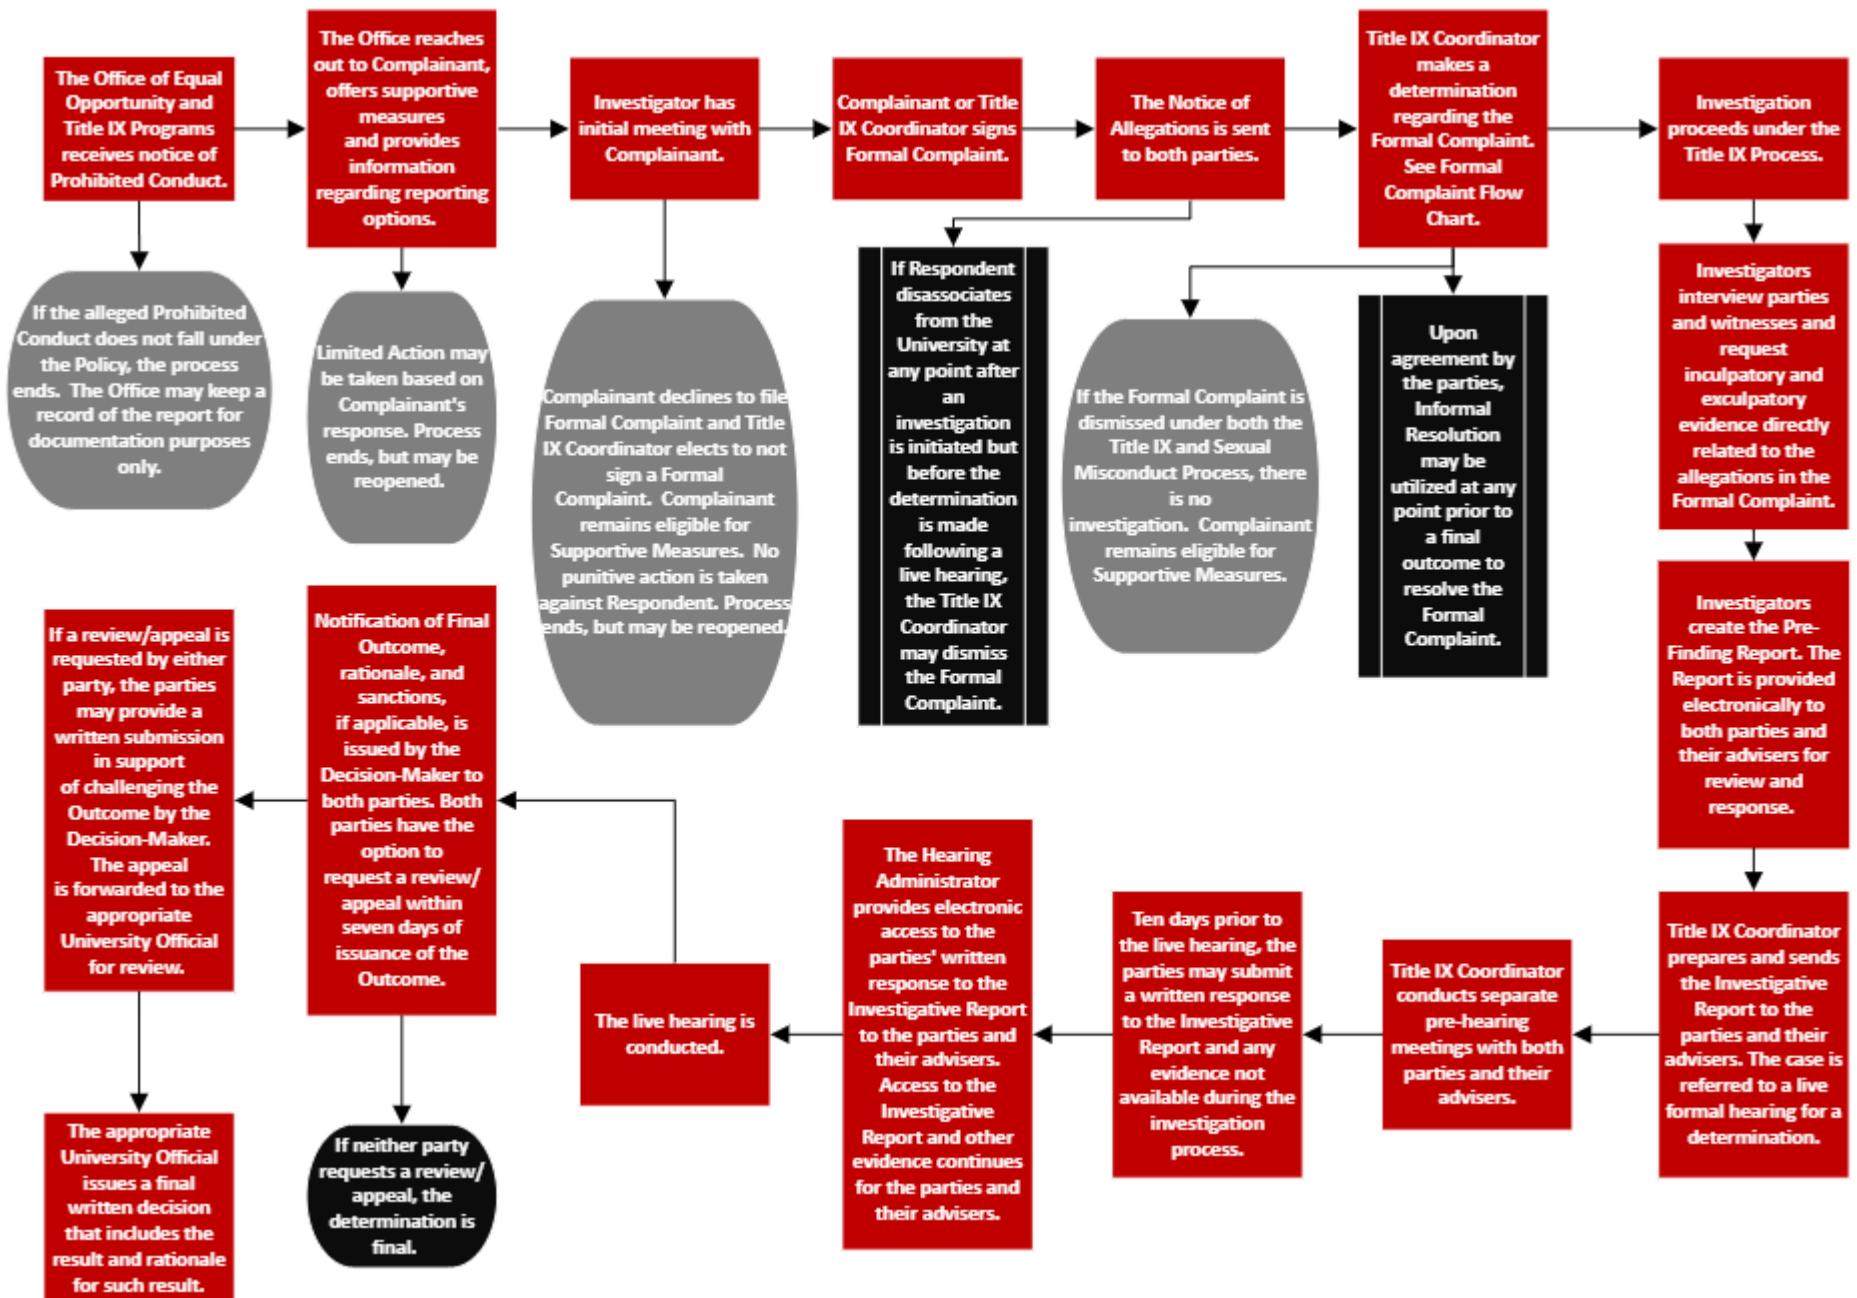 The Office of Equal
Opportunity and
Title IX Programs
receives notice of
Prohibited Conduct.
The Office reaches
out to Complainant,
offers supportive
measures
and provides
information
regarding reporting
options.
Investigator has
initial meeting with
Complainant.
Complainant or Title
IX Coordinator signs
Formal Complaint.
The Notice of
Allegations is sent
to both parties.
Title IX Coordinator
makes a
determination
regarding the
Formal Complaint.
See Formal
Complaint Flow
Chart.
Investigation
proceeds under the
Title IX Process.
If the alleged Prohibited
Conduct does not fall under
the Policy, the process
ends.  The Office may keep a
record of the report for
documentation purposes
only.
Limited Action may
be taken based on
Complainant's
response. Process
ends, but may be
reopened.
Complainant declines to file
Formal Complaint and Title
IX Coordinator elects to not
sign a Formal
Complaint.  Complainant
remains eligible for
Supportive Measures.  No
punitive action is taken
against Respondent. Process
ends, but may be reopened.
If Respondent
disassociates
from the
University at
any point after
an
investigation
is initiated but
before the
determination
is made
following a
live hearing,
the Title IX
Coordinator
may dismiss
the Formal
Complaint.
If the Formal Complaint is
dismissed under both the
Title IX and Sexual
Misconduct Process, there
is no
investigation.  Complainant
remains eligible for
Supportive Measures.
Upon
agreement by
the parties,
Informal
Resolution
may be
utilized at any
point prior to
a final
outcome to
resolve the
Formal
Complaint.
Investigators
interview parties
and witnesses and
request
inculpatory and
exculpatory
evidence directly
related to the
allegations in the
Formal Complaint.
Investigators
create the Pre-
Finding Report. The
Report is provided
electronically to
both parties and
their advisers for
review and
response.
Title IX Coordinator
prepares and sends
the Investigative
Report to the
parties and their
advisers. The case is
referred to a live
formal hearing for a
determination.
Title IX Coordinator
conducts separate
pre-hearing
meetings with both
parties and their
advisers.
Ten days prior to
the live hearing, the
parties may submit
a written response
to the Investigative
Report and any
evidence not
available during the
investigation
process.
The Hearing
Administrator
provides electronic
access to the
parties' written
response to the
Investigative Report
to the parties and
their advisers.
Access to the
Investigative
Report and other
evidence continues
for the parties and
their advisers.
The live hearing is
conducted.
Notification of Final
Outcome,
rationale, and
sanctions,
if applicable, is
issued by the
Decision-Maker to
both parties. Both
parties have the
option to
request a review/
appeal within
seven days of
issuance of the
Outcome.
If neither party
requests a review/
appeal, the
determination is
final.
If a review/appeal is
requested by either
party, the parties
may provide a
written submission
in support
of challenging the
Outcome by the
Decision-Maker.
The appeal
is forwarded to the
appropriate
University Official
for review.
The appropriate
University Official
issues a final
written decision
that includes the
result and rationale
for such result.